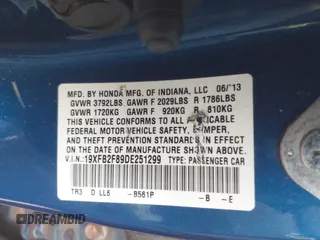 MFD. BY HONDA MFG. OF INDIANA, LLC 06/'13
GVWR 3792LBS GAWR F 2029LBS R 1786LBS
GVWR 1720KG GAWR F 920KG R 810KG
THIS VEHICLE CONFORMS TO ALL APPLICABLE
FEDERAL MOTOR VEHICLE SAFETY, BUMPER,
AND THEFT PREVENTION STANDARDS IN EFFECT ON
THE DATE OF MANUFACTURE SHOWN ABOVE.
V.I.N.: 19XFB2F89DE251299 TYPE: PASSENGER CAR
TR3 D LL6 -B561P -B -E
DREAMBID